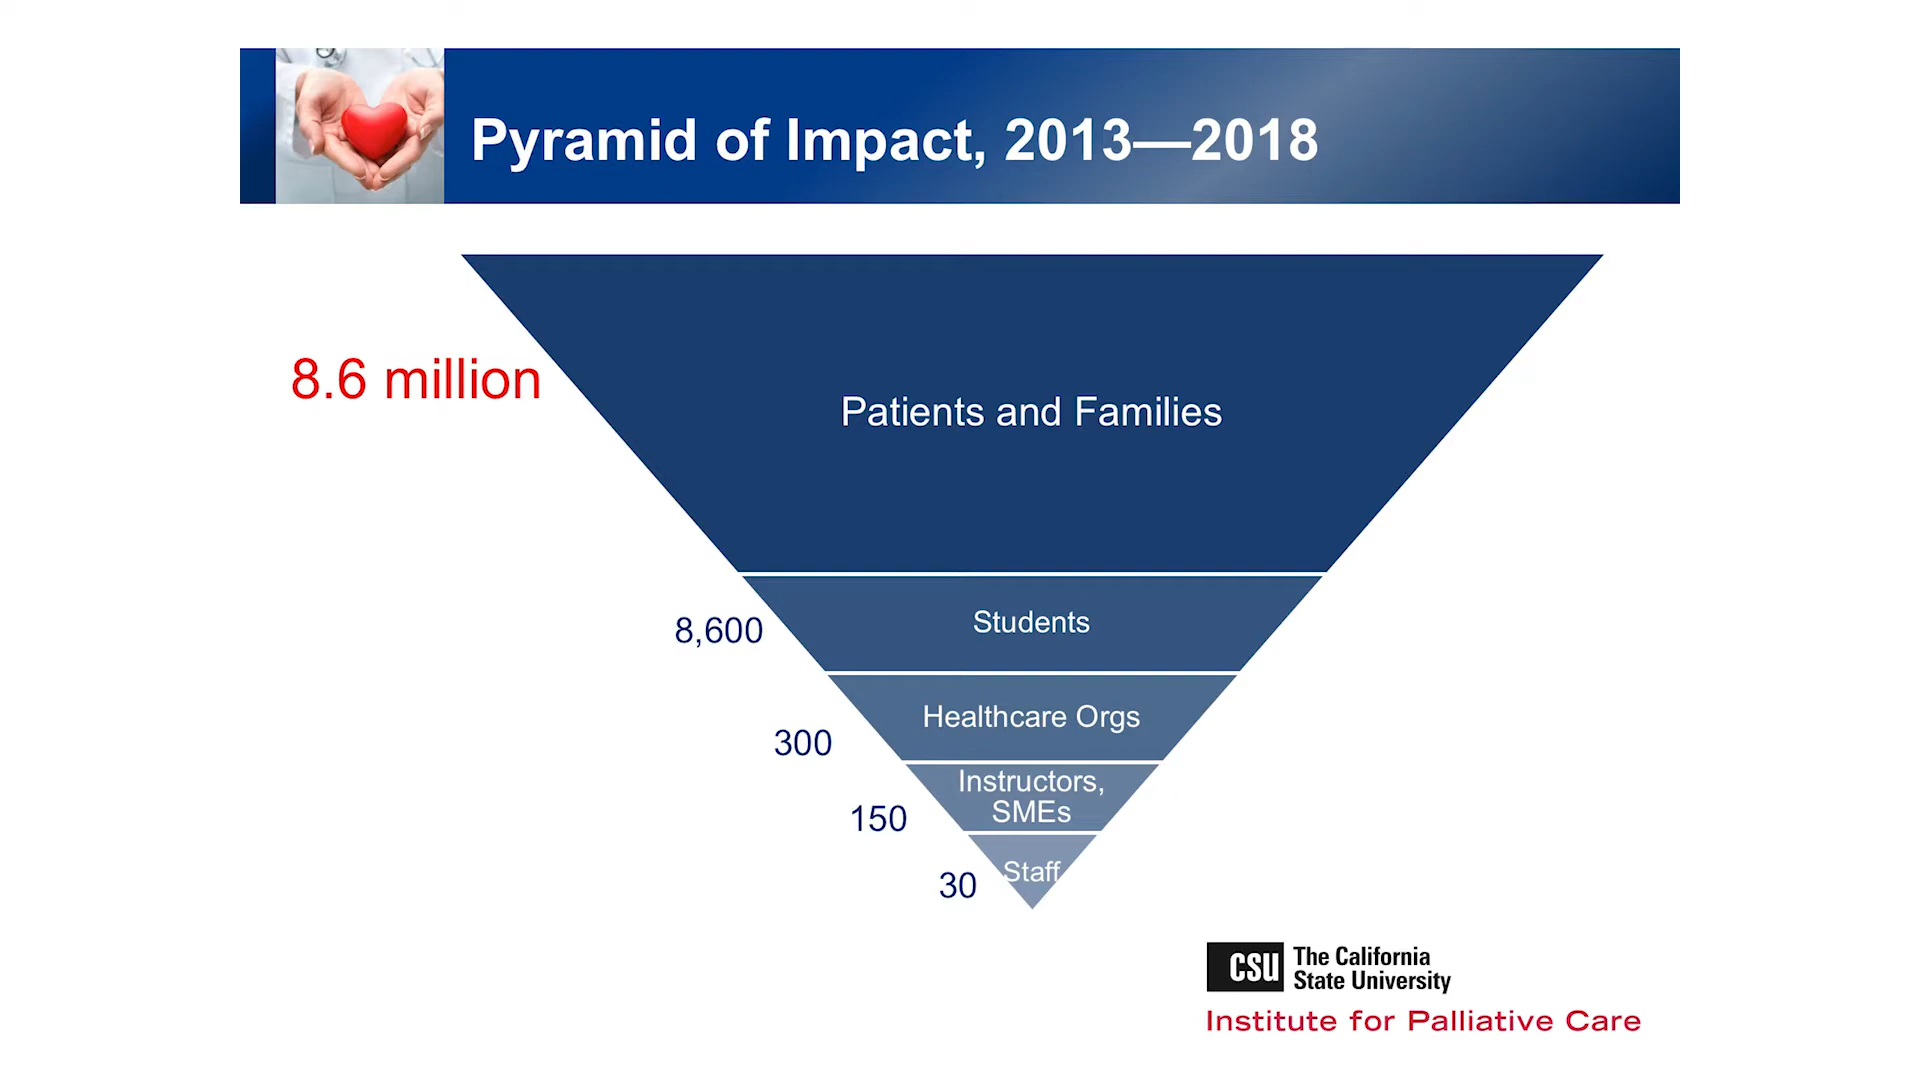 Pyramid of Impact, 2013—2018
8.6 million
Patients and Families
8,600
Students
300
Healthcare Orgs
150
Instructors,
SMEs
30
Staff
CSU
The California
State University
Institute for Palliative Care